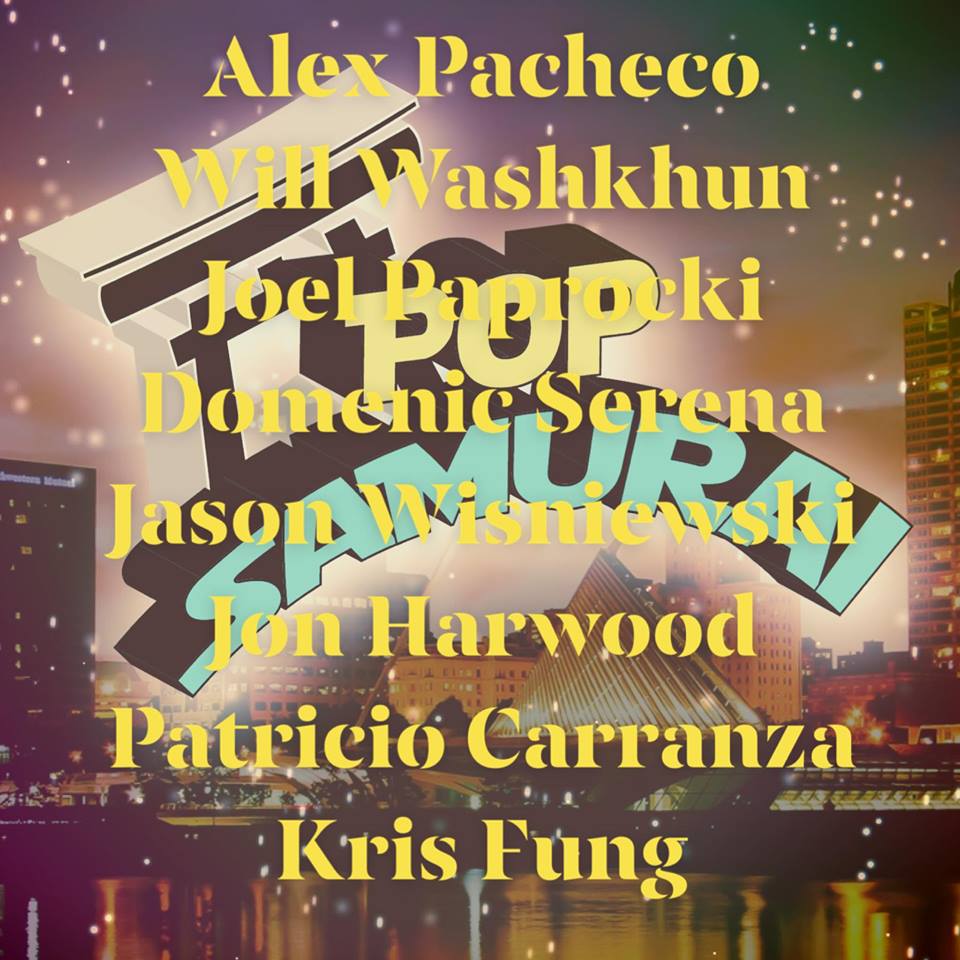 Alex Pacheco
Will Washkhun
Joel Paprocki
POP
Domenic Serena
SAMURAI
Jason Wisniewski
Jon Harwood
Patricio Carranza
Kris Fung